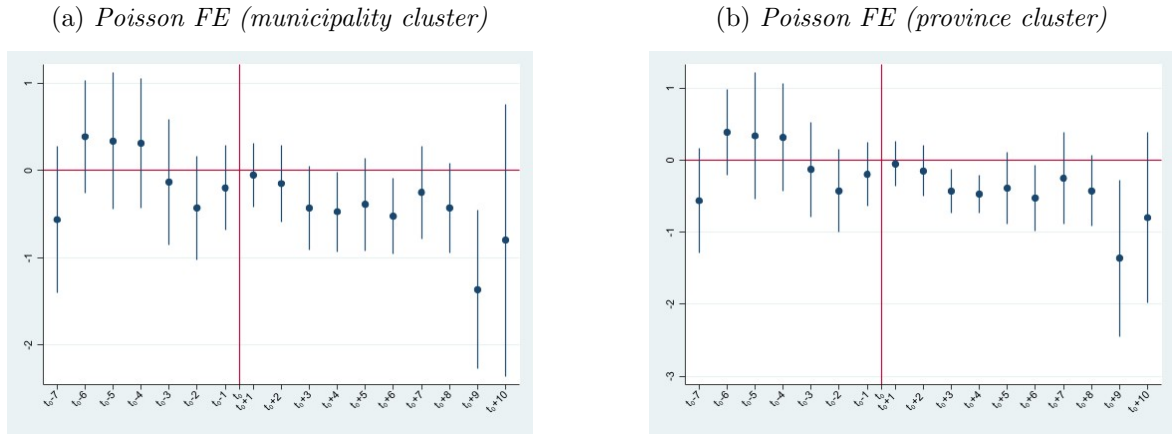 (a) Poisson FE (municipality cluster)
1
0
-1
-2
t₀-7
t₀-6
t₀-5
t₀-4
t₀-3
t₀-2
t₀-1
t₀
t₀+1
t₀+2
t₀+3
t₀+4
t₀+5
t₀+6
t₀+7
t₀+8
t₀+9
t₀+10
(b) Poisson FE (province cluster)
1
0
-1
-2
-3
t₀-7
t₀-6
t₀-5
t₀-4
t₀-3
t₀-2
t₀-1
t₀
t₀+1
t₀+2
t₀+3
t₀+4
t₀+5
t₀+6
t₀+7
t₀+8
t₀+9
t₀+10